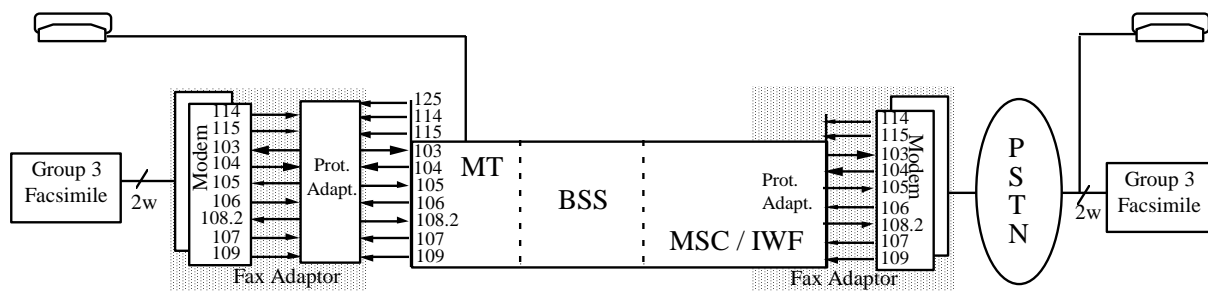 Group 3
Facsimile
2w
Modem
114
115
103
104
105
106
108.2
107
109
Prot.
Adapt.
Fax Adaptor
125
114
115
103
104
105
106
108.2
107
109
MT
BSS
MSC / IWF
Prot.
Adapt.
Fax Adaptor
114
115
103
104
105
106
108.2
107
109
Modem
PSTN
2w
Group 3
Facsimile